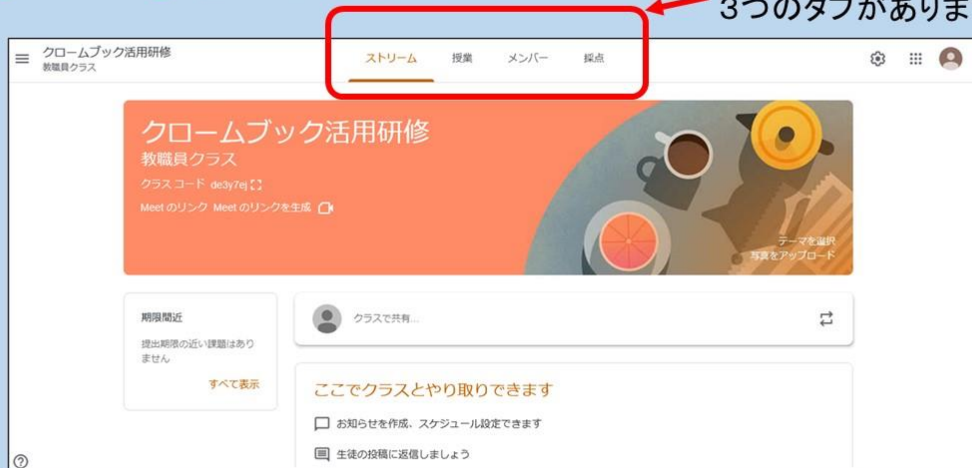 3つのタブがありま
クロームブック活用研修
教職員クラス
ストリーム 授業 メンバー 採点
クロームブック活用研修
教職員クラス
クラス コード de3y7ej
Meet のリンク Meet のリンクを生成
テーマを選択
写真をアップロード
期限間近
提出期限の近い課題はあり
ません
すべて表示
クラスで共有...
ここでクラスとやり取りできます
お知らせを作成、スケジュール設定できます
生徒の投稿に返信しましょう